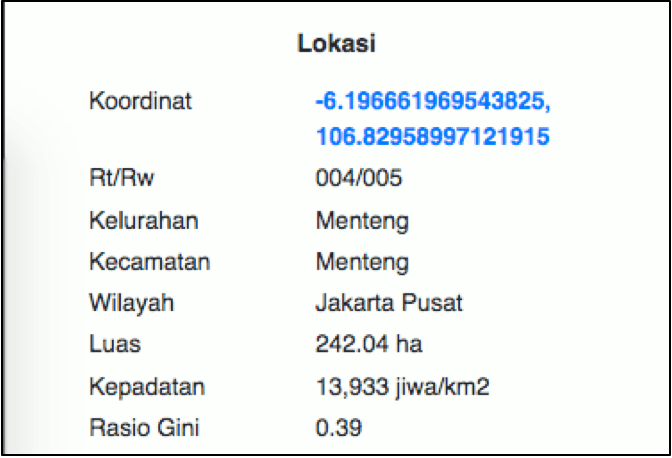 Lokasi
Koordinat -6.196661969543825,
106.82958997121915
Rt/Rw 004/005
Kelurahan Menteng
Kecamatan Menteng
Wilayah Jakarta Pusat
Luas 242.04 ha
Kepadatan 13,933 jiwa/km2
Rasio Gini 0.39